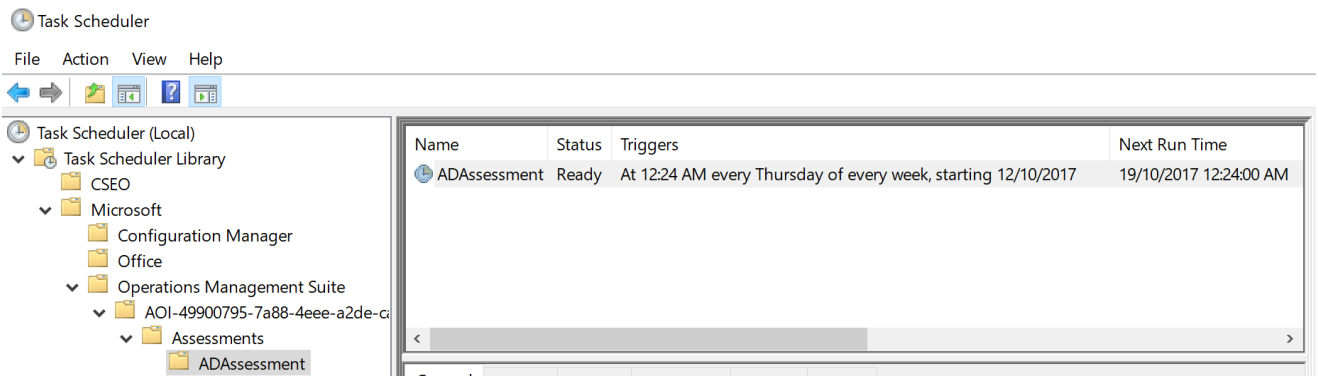 Task Scheduler
File Action View Help
Task Scheduler (Local)
Task Scheduler Library
CSEO
Microsoft
Configuration Manager
Office
Operations Management Suite
AOI-49900795-7a88-4eee-a2de-ca
Assessments
ADAssessment
Name Status Triggers Next Run Time
ADAssessment Ready At 12:24 AM every Thursday of every week, starting 12/10/2017 19/10/2017 12:24:00 AM